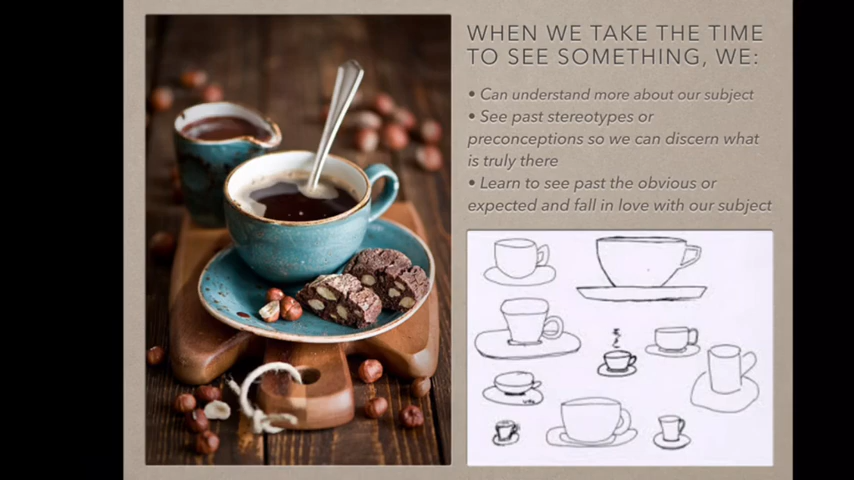 WHEN WE TAKE THE TIME
TO SEE SOMETHING, WE:
• Can understand more about our subject
• See past stereotypes or
preconceptions so we can discern what
is truly there
• Learn to see past the obvious or
expected and fall in love with our subject